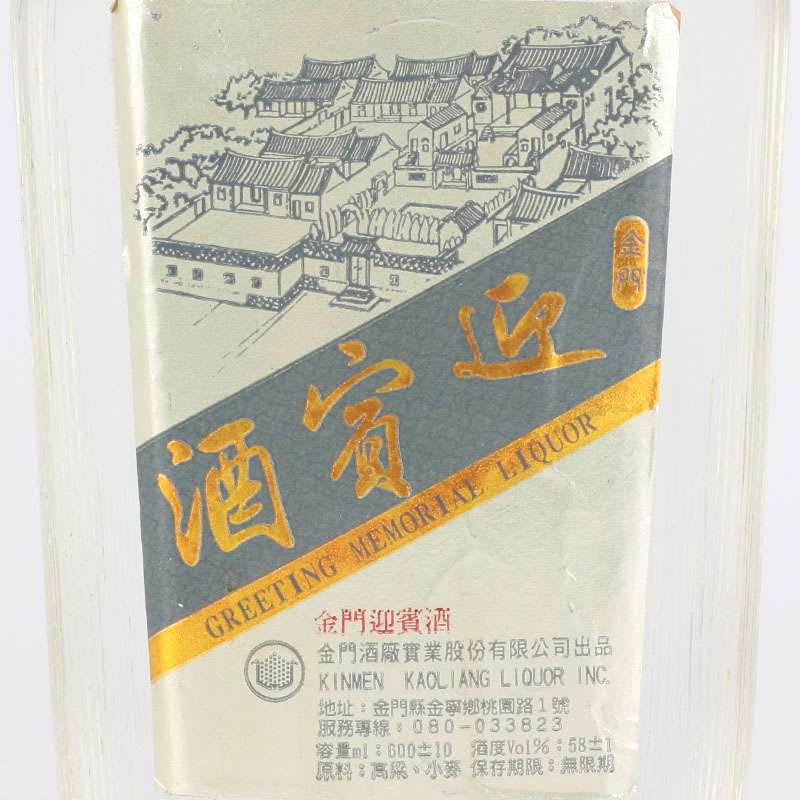 金門
迎賓酒
GREETING MEMORIAL LIQUOR
金門迎賓酒
金門酒廠實業股份有限公司出品
KINMEN KAOLIANG LIQUOR INC.
地址：金門縣金寧鄉桃園路1號
服務專線：080-033823
容量ml：600±10 酒度Vol%：58±1
原料：高粱、小麥 保存期限：無限期